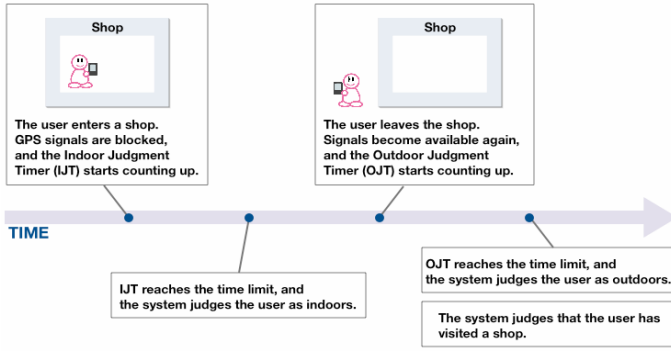 Shop
The user enters a shop.
GPS signals are blocked,
and the Indoor Judgment
Timer (IJT) starts counting up.
Shop
The user leaves the shop.
Signals become available again,
and the Outdoor Judgment
Timer (OJT) starts counting up.
TIME
IJT reaches the time limit, and
the system judges the user as indoors.
OJT reaches the time limit, and
the system judges the user as outdoors.
The system judges that the user has
visited a shop.